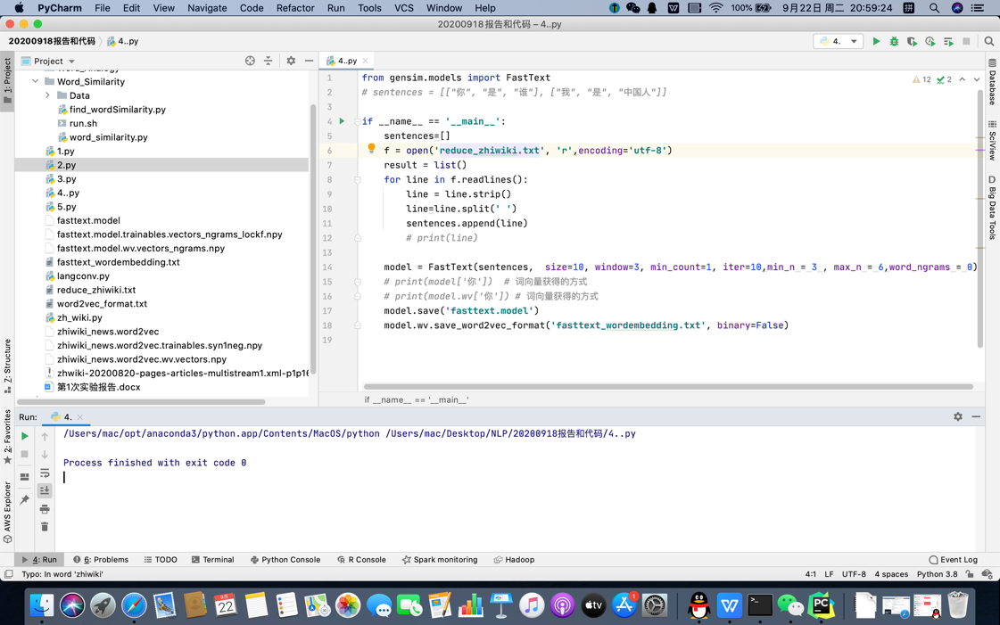 PyCharm File Edit View Navigate Code Refactor Run Tools VCS Window Help 100% 9月22日 周二 20:59:24
20200918报告和代码 – 4..py
20200918报告和代码 4..py 4.
Project
4..py
Word_Similarity
Data
find_wordSimilarity.py
run.sh
word_similarity.py
1.py
2.py
3.py
4..py
5.py
fasttext.model
fasttext.model.trainables.vectors_ngrams_lockf.npy
fasttext.model.wv.vectors_ngrams.npy
fasttext_wordembedding.txt
langconv.py
reduce_zhiwiki.txt
word2vec_format.txt
zh_wiki.py
zhiwiki_news.word2vec
zhiwiki_news.word2vec.trainables.syn1neg.npy
zhiwiki_news.word2vec.wv.vectors.npy
zhwiki-20200820-pages-articles-multistream1.xml-p1p16
第1次实验报告.docx
12 2
1 from gensim.models import FastText
2 # sentences = [["你", "是", "谁"], ["我", "是", "中国人"]]
3
4 if __name__ == '__main__':
5 sentences=[]
6 f = open('reduce_zhiwiki.txt', 'r',encoding='utf-8')
7 result = list()
8 for line in f.readlines():
9 line = line.strip()
10 line=line.split(' ')
11 sentences.append(line)
12 # print(line)
13
14 model = FastText(sentences, size=10, window=3, min_count=1, iter=10,min_n = 3 , max_n = 6,word_ngrams = 0)
15 # print(model['你']) # 词向量获得的方式
16 # print(model.wv['你']) # 词向量获得的方式
17 model.save('fasttext.model')
18 model.wv.save_word2vec_format('fasttext_wordembedding.txt', binary=False)
19
if __name__ == '__main__'
1: Project
Z: Structure
2: Favorites
AWS Explorer
Database
SciView
D Big Data Tools
Run: 4.
/Users/mac/opt/anaconda3/python.app/Contents/MacOS/python /Users/mac/Desktop/NLP/20200918报告和代码/4..py
Process finished with exit code 0
4: Run 6: Problems TODO Terminal Python Console R Console Spark monitoring Hadoop Event Log
Typo: In word 'zhiwiki' 4:1 LF UTF-8 4 spaces Python 3.8
9月
22
tv
1
PC